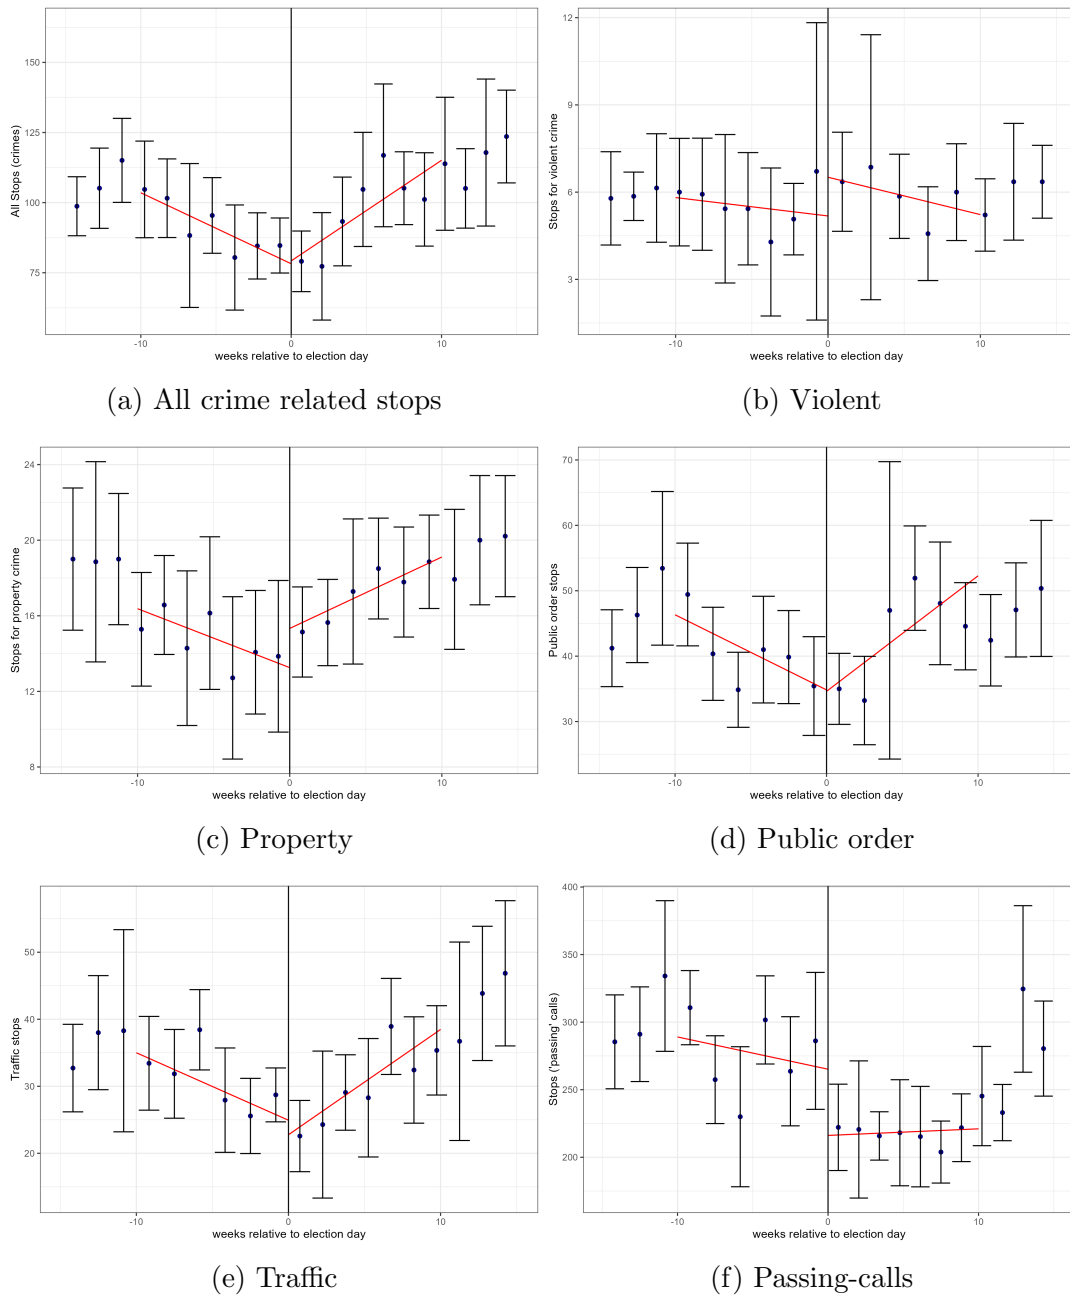 All Stops (crimes)
150
125
100
75
-10
0
10
weeks relative to election day
(a) All crime related stops
Stops for violent crime
12
9
6
3
-10
0
10
weeks relative to election day
(b) Violent
Stops for property crime
24
20
16
12
8
-10
0
10
weeks relative to election day
(c) Property
Public order stops
70
60
50
40
30
-10
0
10
weeks relative to election day
(d) Public order
Traffic stops
50
40
30
20
-10
0
10
weeks relative to election day
(e) Traffic
Stops ('passing' calls)
400
350
300
250
200
-10
0
10
weeks relative to election day
(f) Passing-calls